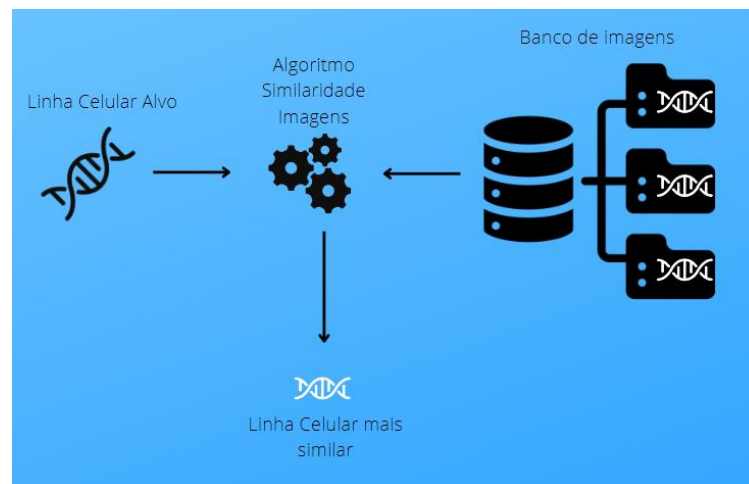 Banco de imagens
Algoritmo
Similaridade
Imagens
Linha Celular Alvo
Linha Celular mais
similar